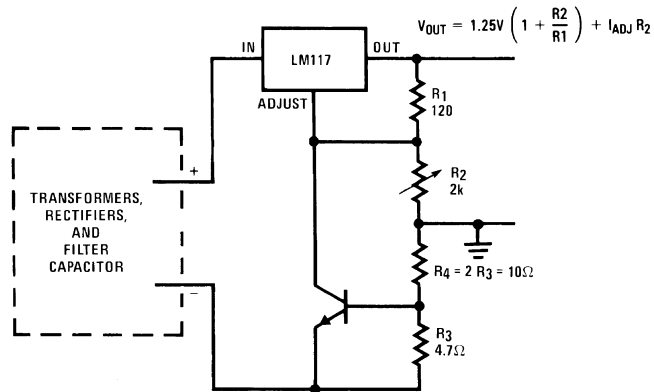 V_OUT = 1.25V (1 + R2/R1) + I_ADJ R2
IN
LM117
OUT
ADJUST
R1
120
R2
2k
+
TRANSFORMERS,
RECTIFIERS,
AND
FILTER
CAPACITOR
−
R4 = 2 R3 = 10Ω
R3
4.7Ω